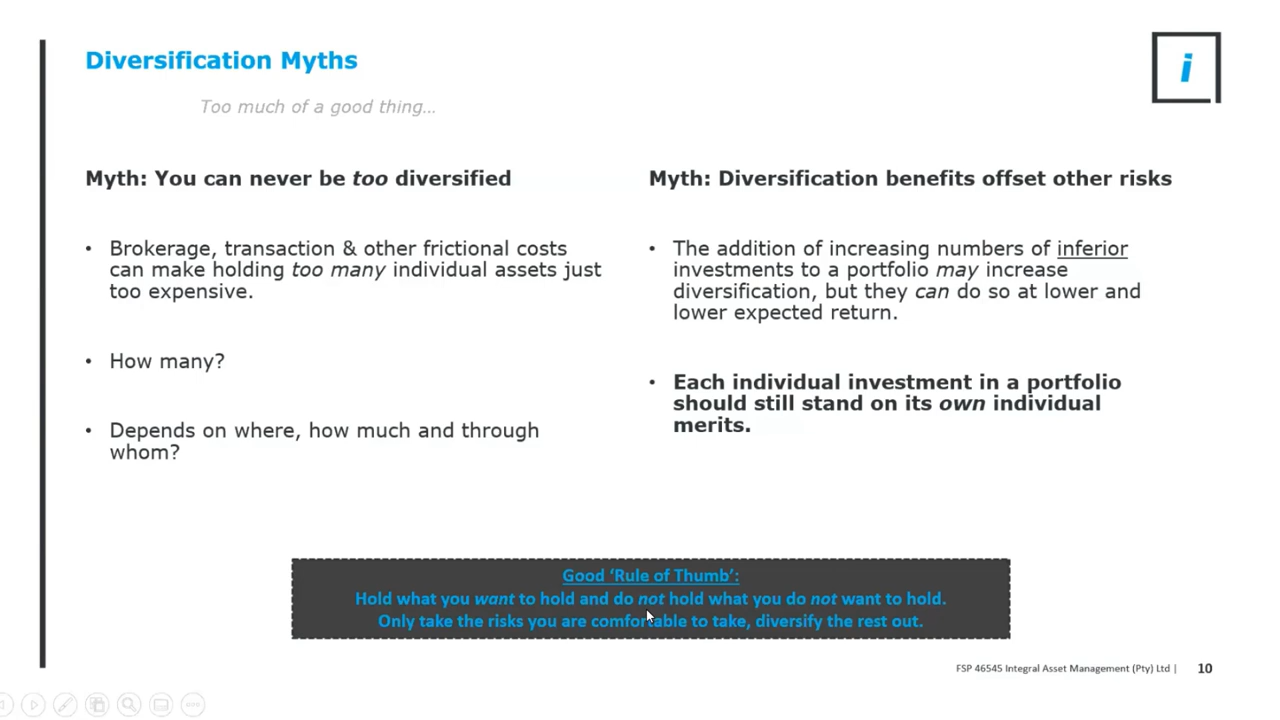 Diversification Myths
i
Too much of a good thing...
Myth: You can never be too diversified
• Brokerage, transaction & other frictional costs
can make holding too many individual assets just
too expensive.
• How many?
• Depends on where, how much and through
whom?
Myth: Diversification benefits offset other risks
• The addition of increasing numbers of inferior
investments to a portfolio may increase
diversification, but they can do so at lower and
lower expected return.
• Each individual investment in a portfolio
should still stand on its own individual
merits.
Good ‘Rule of Thumb’:
Hold what you want to hold and do not hold what you do not want to hold.
Only take the risks you are comfortable to take, diversify the rest out.
FSP 46545 Integral Asset Management (Pty) Ltd | 10